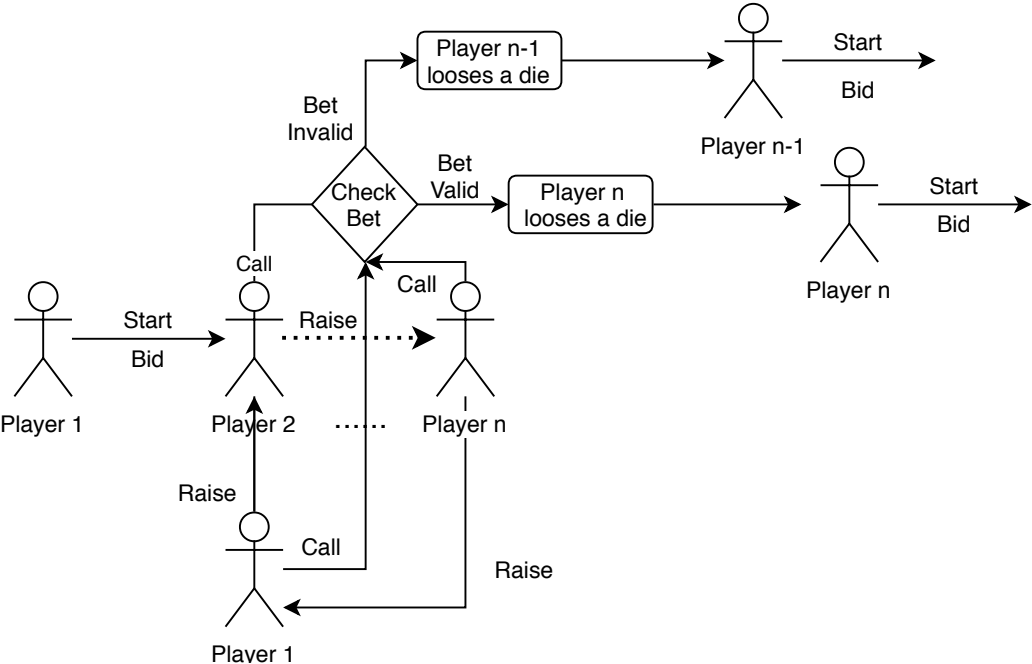 Player n-1
looses a die
Start
Bid
Player n-1
Bet
Invalid
Check
Bet
Bet
Valid
Player n
looses a die
Start
Bid
Player n
Call
Call
Start
Bid
Raise
Player 1
Player 2
......
Player n
Raise
Call
Raise
Player 1